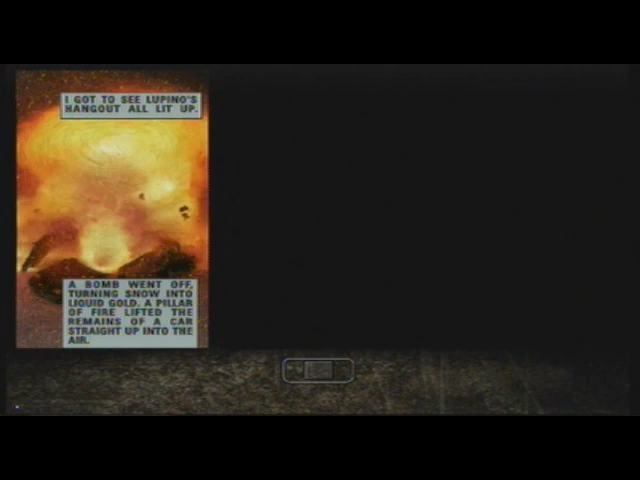 I GOT TO SEE LUPINO'S
HANGOUT ALL LIT UP.
A BOMB WENT OFF,
TURNING SNOW INTO
LIQUID GOLD. A PILLAR
OF FIRE LIFTED THE
REMAINS OF A CAR
STRAIGHT UP INTO THE
AIR.